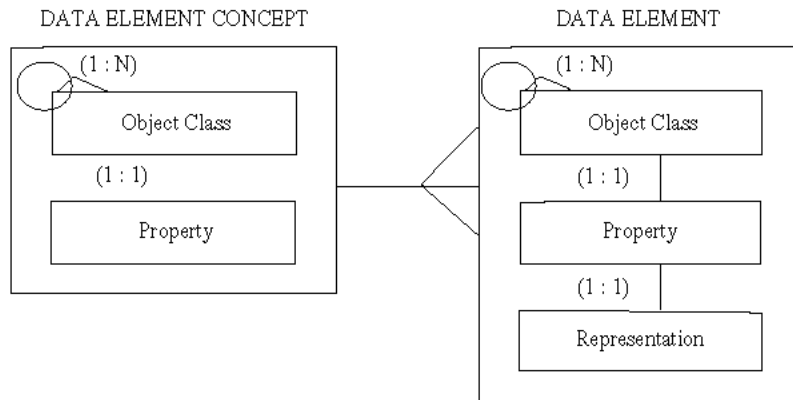 DATA ELEMENT CONCEPT
(1 : N)
Object Class
(1 : 1)
Property
DATA ELEMENT
(1 : N)
Object Class
(1 : 1)
Property
(1 : 1)
Representation